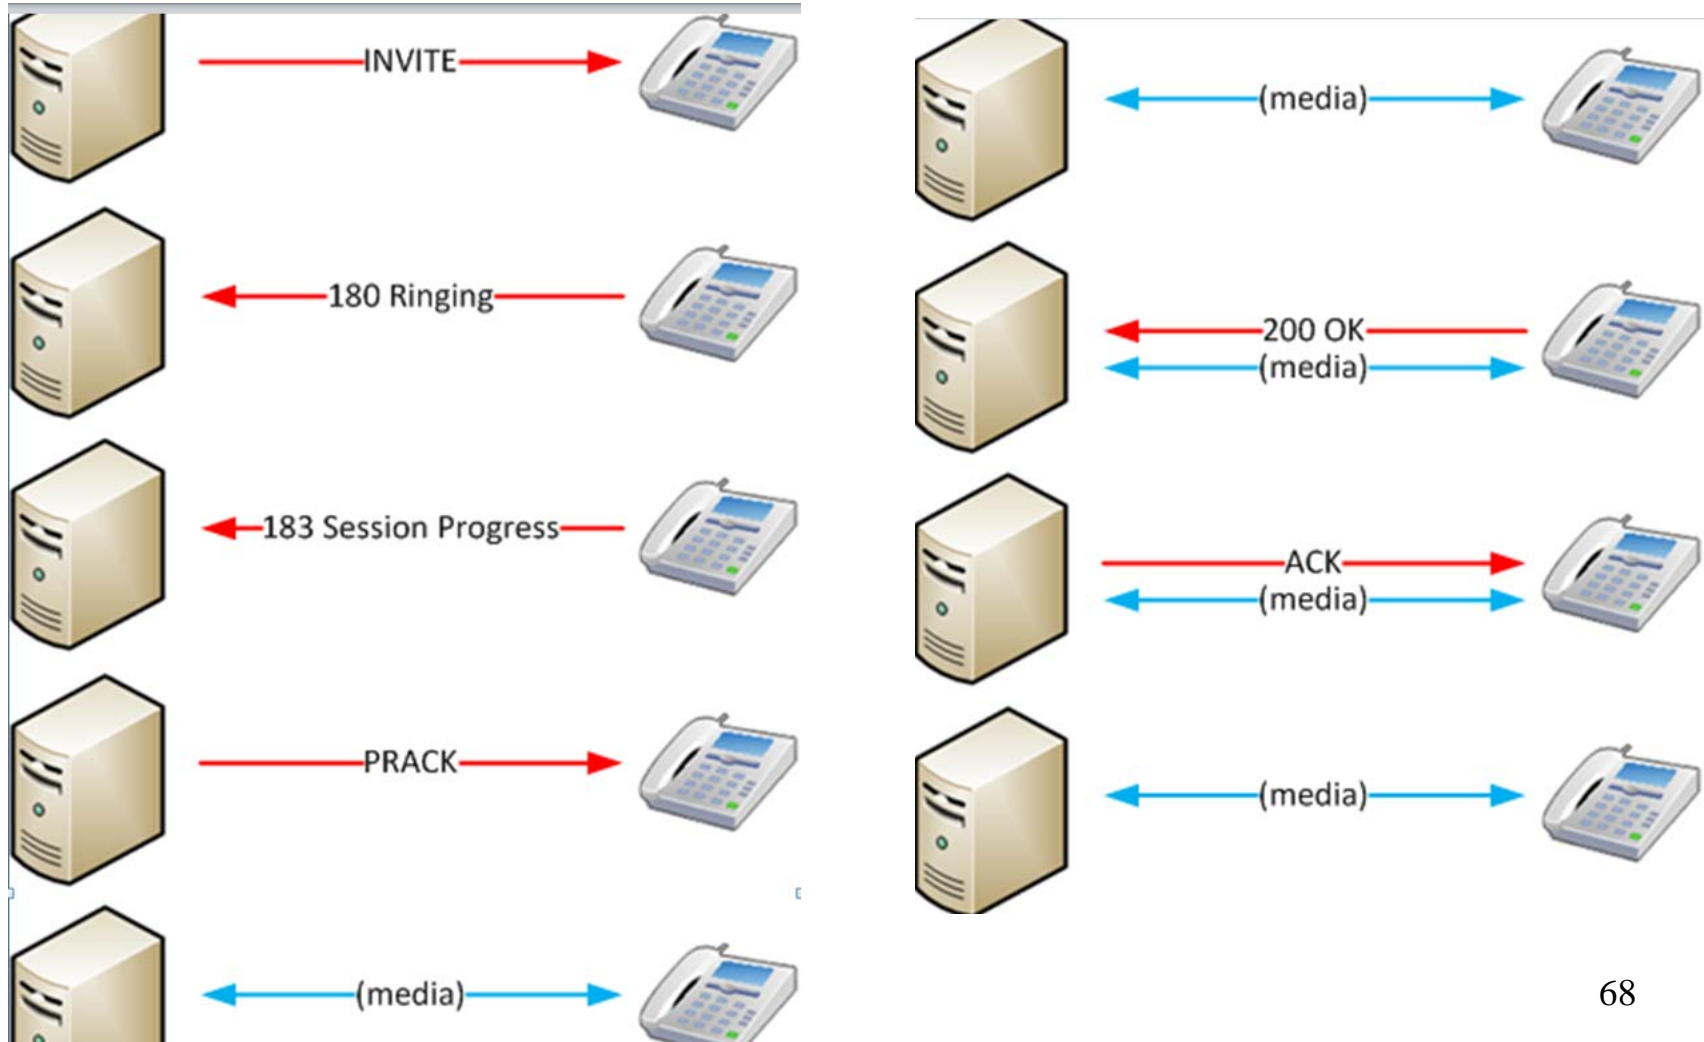 INVITE
180 Ringing
183 Session Progress
PRACK
(media)
(media)
200 OK
(media)
ACK
(media)
(media)
68